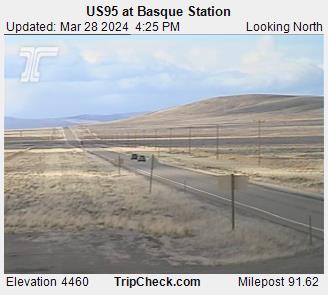 US95 at Basque Station
Updated: Mar 28 2024 4:25 PM Looking North
Elevation 4460 TripCheck.com Milepost 91.62